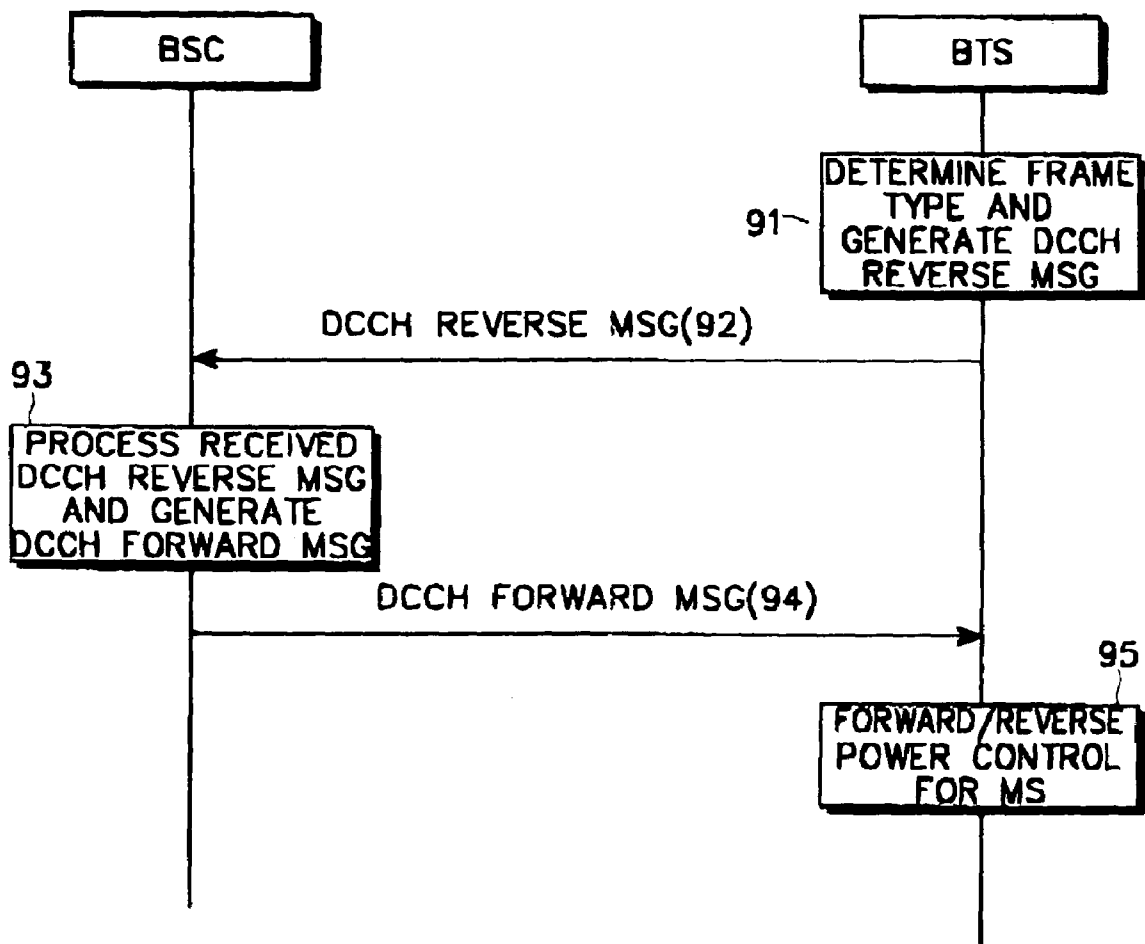 BSC
BTS
DETERMINE FRAME
TYPE AND
GENERATE DCCH
REVERSE MSG
91
DCCH REVERSE MSG(92)
93
PROCESS RECEIVED
DCCH REVERSE MSG
AND GENERATE
DCCH FORWARD MSG
DCCH FORWARD MSG(94)
95
FORWARD/REVERSE
POWER CONTROL
FOR MS